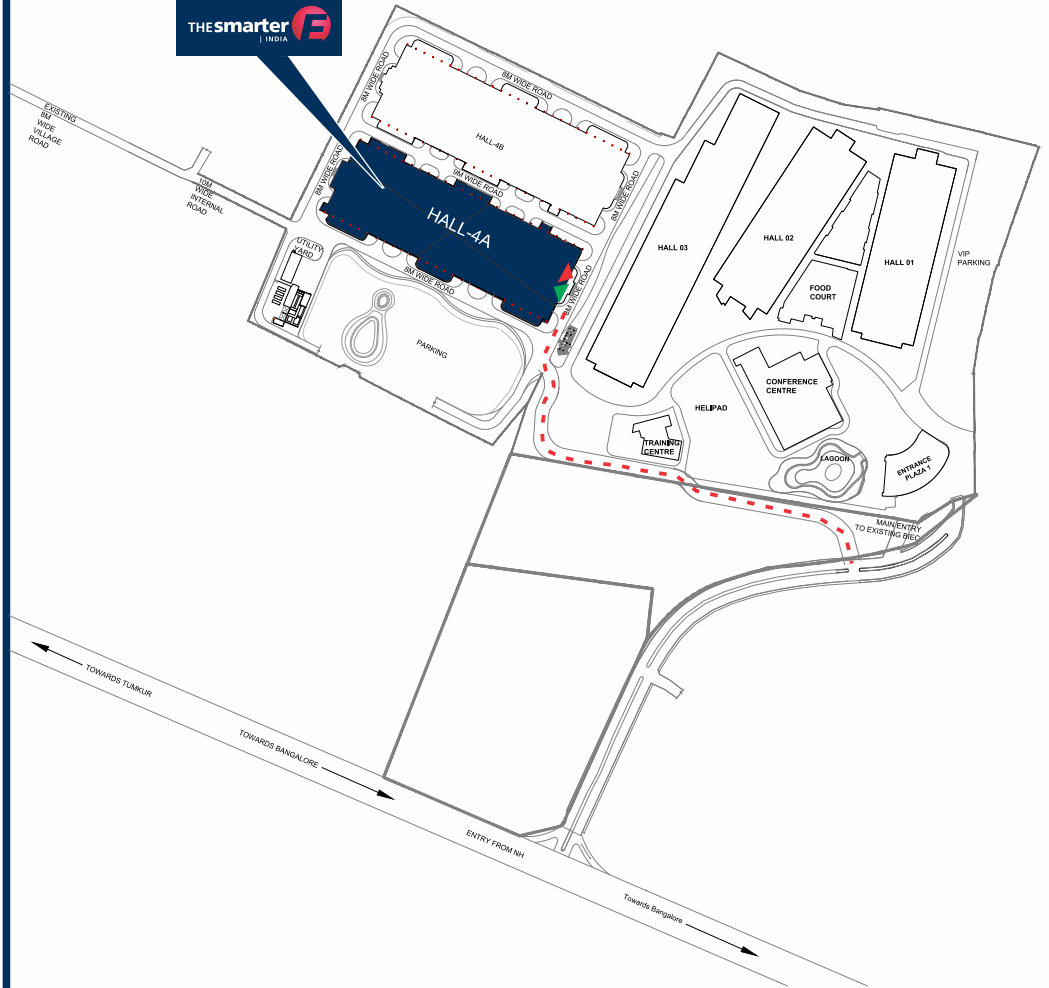 THE smarter E
| INDIA
8M WIDE ROAD
8M WIDE ROAD
HALL-4B
EXISTING
8M
WIDE
VILLAGE
ROAD
8M WIDE ROAD
9M WIDE ROAD
8M WIDE ROAD
10M
WIDE
INTERNAL
ROAD
HALL-4A
UTILITY
YARD
8M WIDE ROAD
8M WIDE ROAD
PARKING
HALL 03
HALL 02
HALL 01
VIP
PARKING
FOOD
COURT
CONFERENCE
CENTRE
HELIPAD
TRAINING
CENTRE
LAGOON
ENTRANCE
PLAZA 1
MAIN ENTRY
TO EXISTING BIEC
TOWARDS TUMKUR
TOWARDS BANGALORE
ENTRY FROM NH
Towards Bangalore